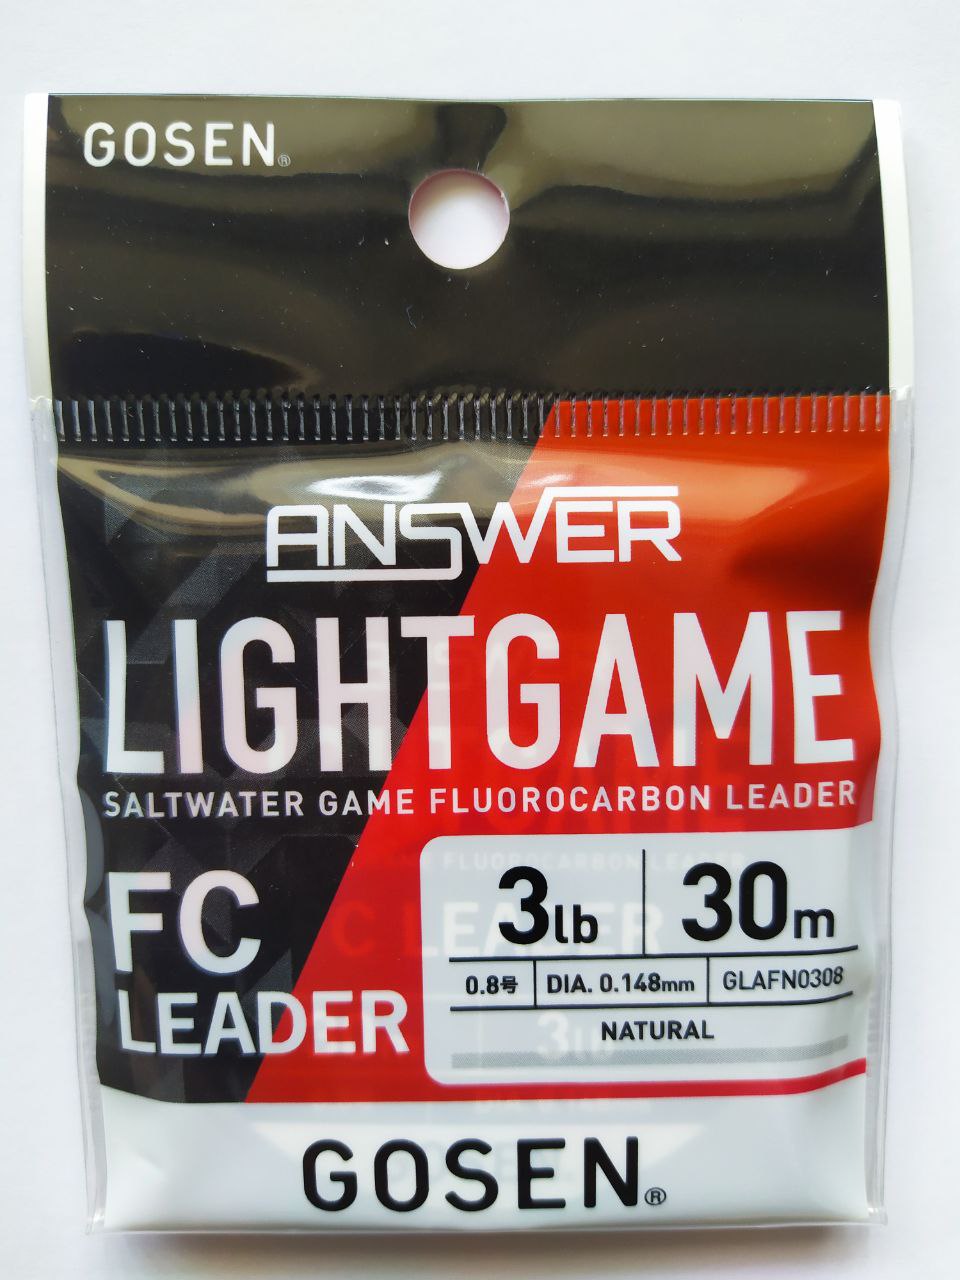 GOSEN®
ANSWER
LIGHTGAME
SALTWATER GAME FLUOROCARBON LEADER
FC
LEADER
3lb 30m
0.8号 DIA. 0.148mm GLAFN0308
NATURAL
GOSEN®